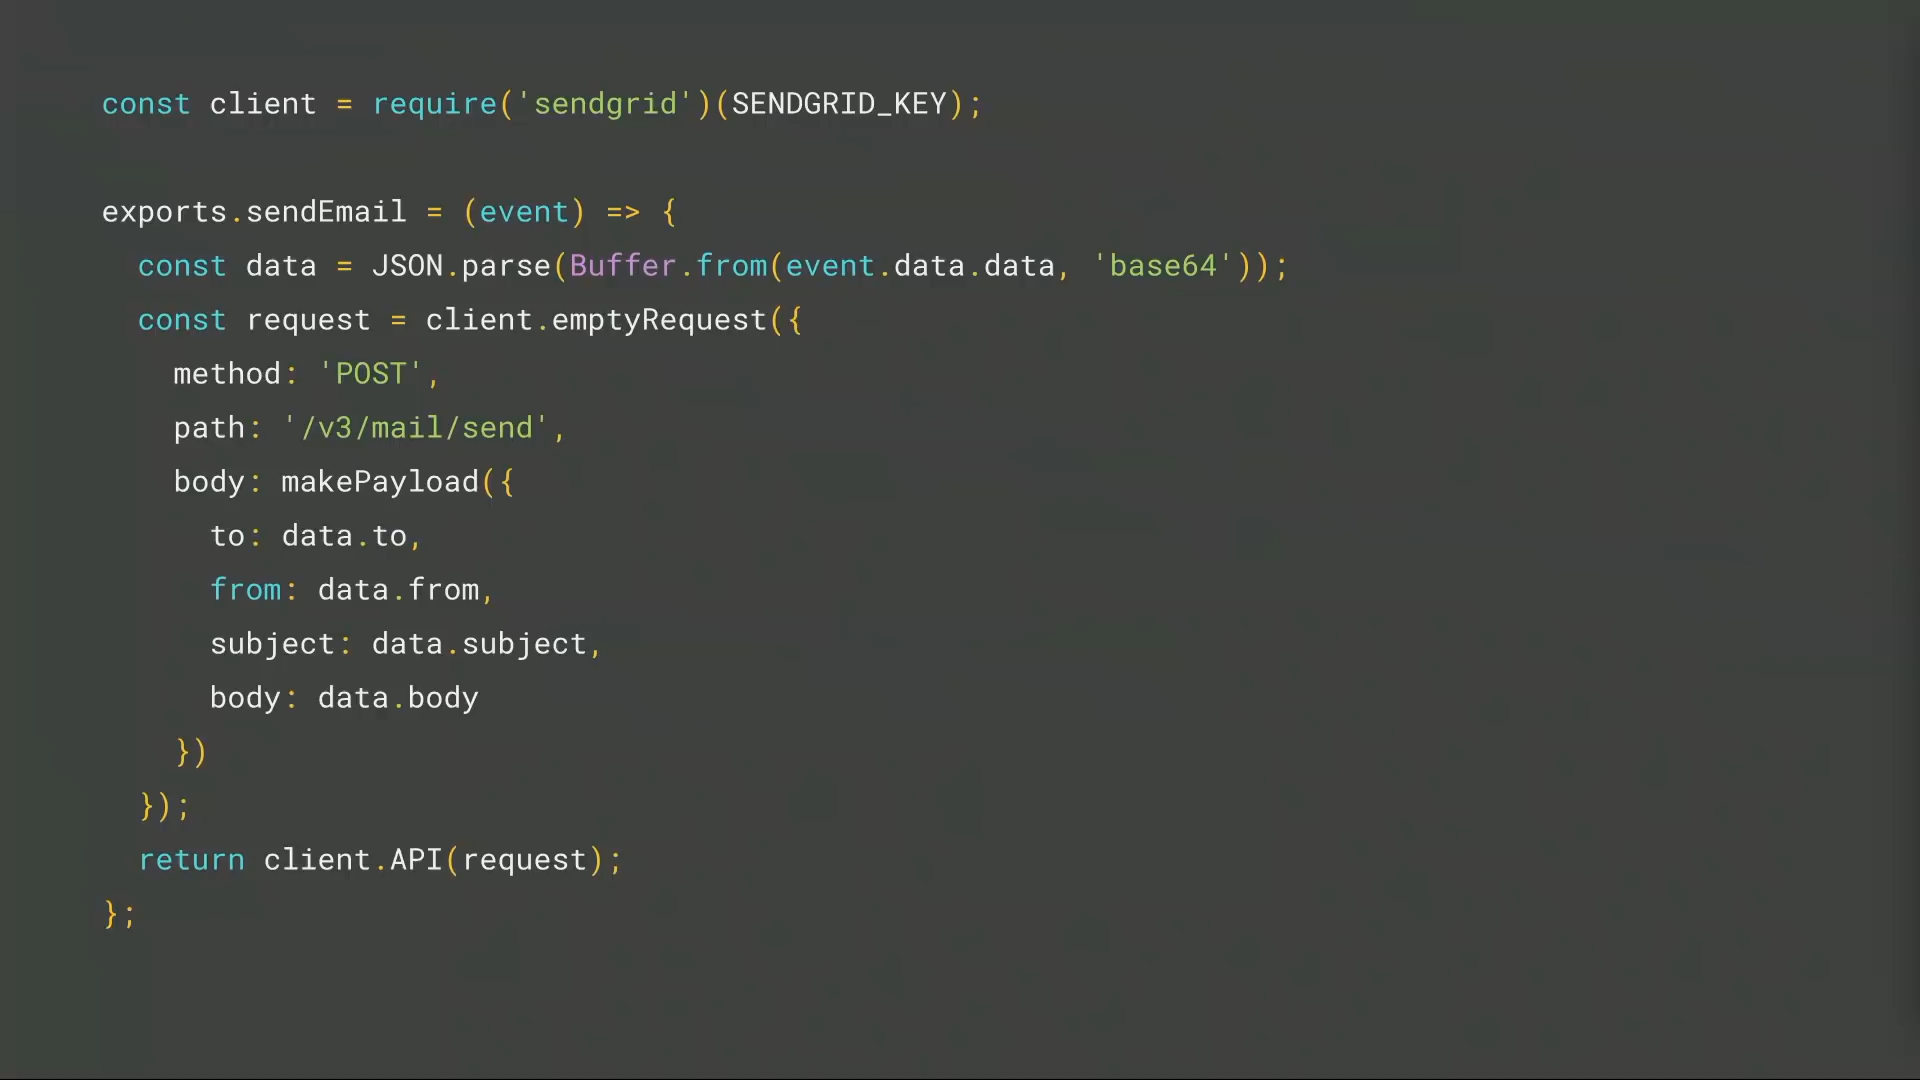 const client = require('sendgrid')(SENDGRID_KEY);
exports.sendEmail = (event) => {
  const data = JSON.parse(Buffer.from(event.data.data, 'base64'));
  const request = client.emptyRequest({
    method: 'POST',
    path: '/v3/mail/send',
    body: makePayload({
      to: data.to,
      from: data.from,
      subject: data.subject,
      body: data.body
    })
  });
  return client.API(request);
};